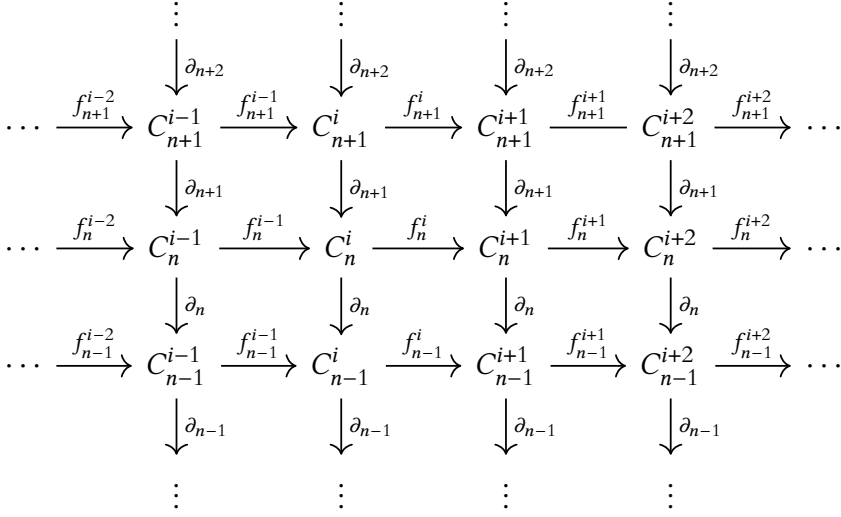 ⋮ ⋮ ⋮ ⋮
∂_{n+2} ∂_{n+2} ∂_{n+2} ∂_{n+2}
f_{n+1}^{i-2} f_{n+1}^{i-1} f_{n+1}^{i} f_{n+1}^{i+1} f_{n+1}^{i+2}
⋯ C_{n+1}^{i-1} C_{n+1}^{i} C_{n+1}^{i+1} C_{n+1}^{i+2} ⋯
∂_{n+1} ∂_{n+1} ∂_{n+1} ∂_{n+1}
f_{n}^{i-2} f_{n}^{i-1} f_{n}^{i} f_{n}^{i+1} f_{n}^{i+2}
⋯ C_{n}^{i-1} C_{n}^{i} C_{n}^{i+1} C_{n}^{i+2} ⋯
∂_{n} ∂_{n} ∂_{n} ∂_{n}
f_{n-1}^{i-2} f_{n-1}^{i-1} f_{n-1}^{i} f_{n-1}^{i+1} f_{n-1}^{i+2}
⋯ C_{n-1}^{i-1} C_{n-1}^{i} C_{n-1}^{i+1} C_{n-1}^{i+2} ⋯
∂_{n-1} ∂_{n-1} ∂_{n-1} ∂_{n-1}
⋮ ⋮ ⋮ ⋮